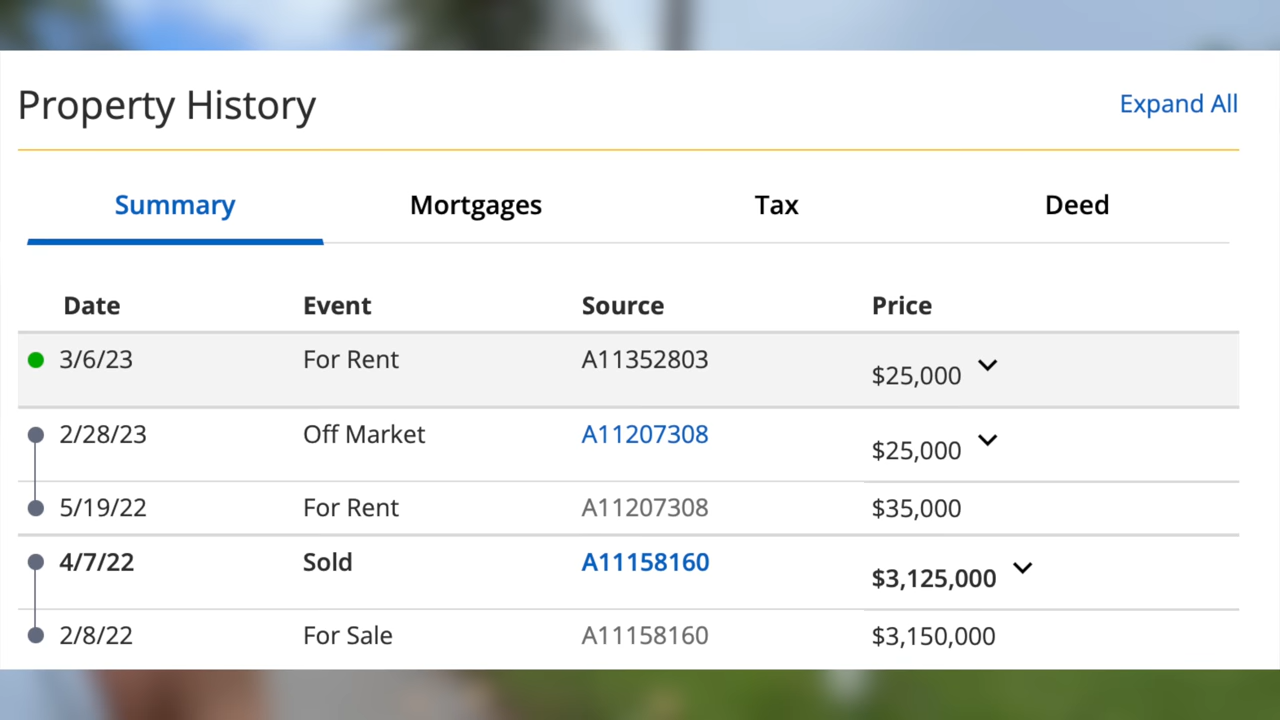 Property History
Expand All
Summary Mortgages Tax Deed
Date Event Source Price
3/6/23 For Rent A11352803 $25,000
2/28/23 Off Market A11207308 $25,000
5/19/22 For Rent A11207308 $35,000
4/7/22 Sold A11158160 $3,125,000
2/8/22 For Sale A11158160 $3,150,000